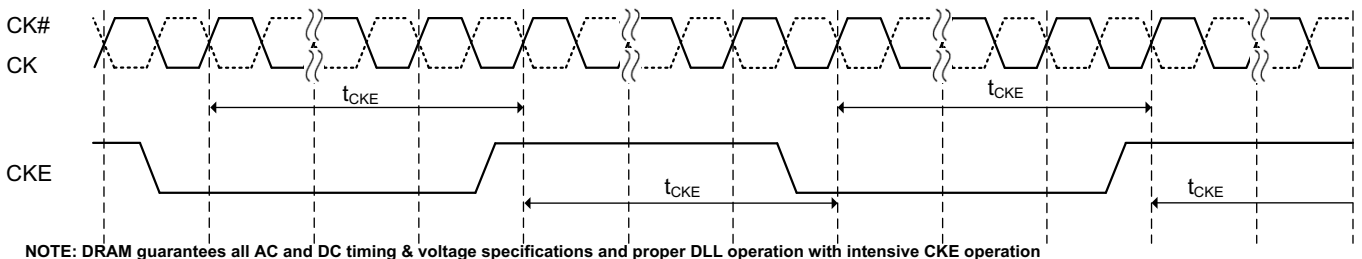 CK#
CK
tCKE
tCKE
CKE
tCKE
tCKE
NOTE: DRAM guarantees all AC and DC timing & voltage specifications and proper DLL operation with intensive CKE operation